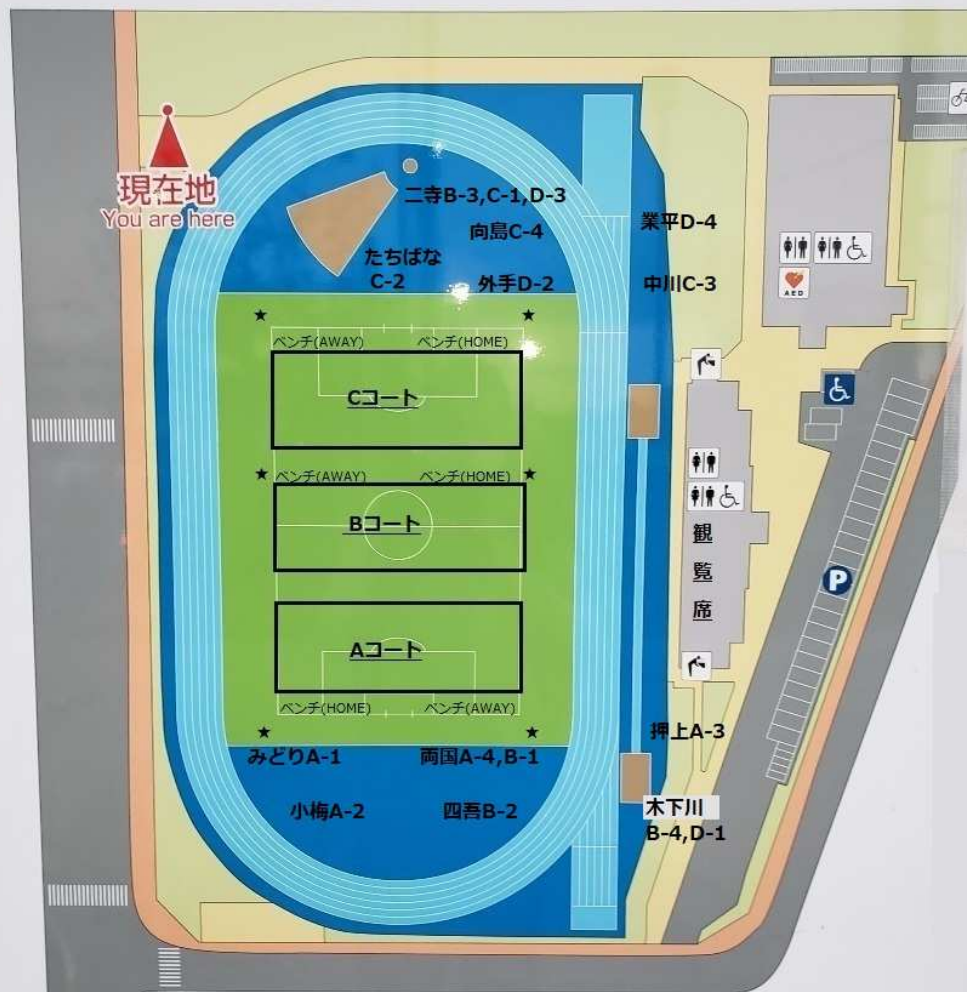 現在地
You are here
二寺B-3,C-1,D-3
向島C-4
業平D-4
たちばな
C-2
外手D-2
中川C-3
★ ★
ベンチ(AWAY) ベンチ(HOME)
Cコート
★ ベンチ(AWAY) ベンチ(HOME) ★
Bコート
観
覧
席
AED
P
Aコート
ベンチ(HOME) ベンチ(AWAY)
★ ★
みどりA-1
両国A-4,B-1
押上A-3
小梅A-2
四吾B-2
木下川
B-4,D-1